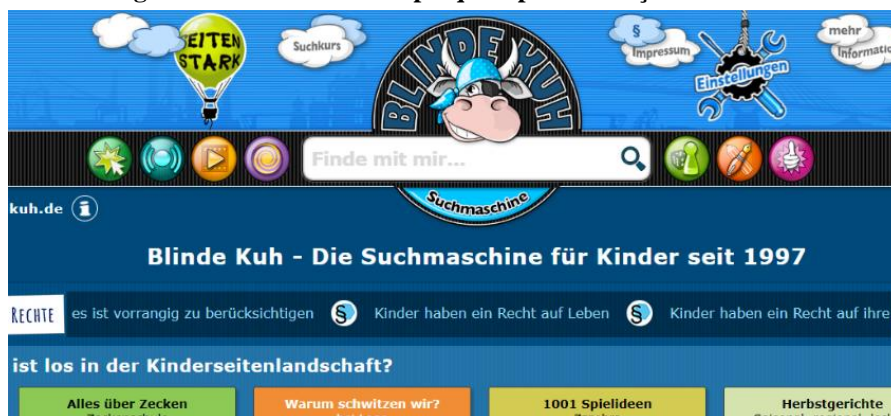 SEITEN
STARK
Suchkurs
BLINDE KUH
§
Impressum
Einstellungen
mehr
Finde mit mir...
Suchmaschine
kuh.de i
Blinde Kuh - Die Suchmaschine für Kinder seit 1997
RECHTE es ist vorrangig zu berücksichtigen § Kinder haben ein Recht auf Leben § Kinder haben ein Recht auf ihre
ist los in der Kinderseitenlandschaft?
Alles über Zecken Warum schwitzen wir? 1001 Spielideen Herbstgerichte